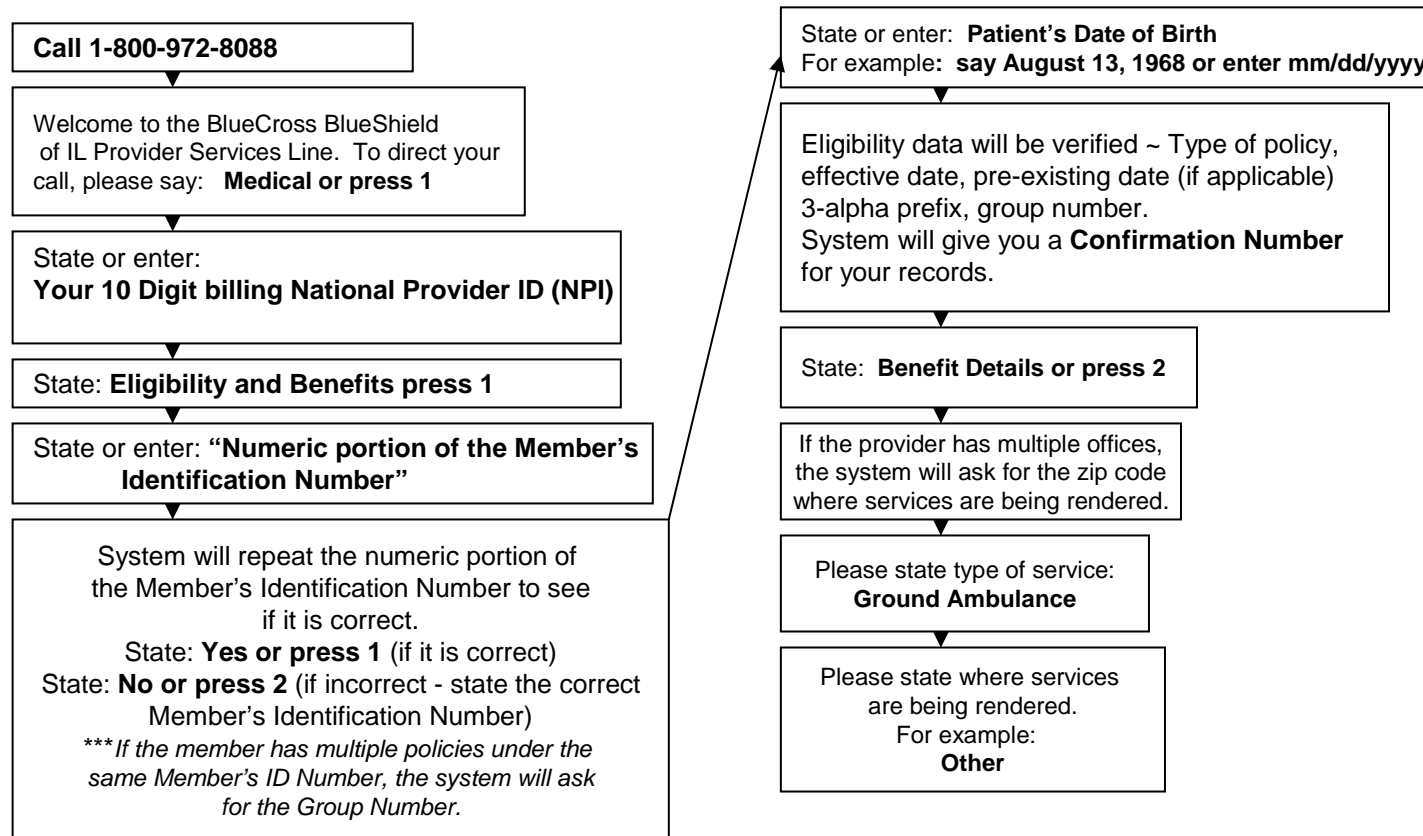 Call 1-800-972-8088
Welcome to the BlueCross BlueShield
of IL Provider Services Line. To direct your
call, please say: Medical or press 1
State or enter:
Your 10 Digit billing National Provider ID (NPI)
State: Eligibility and Benefits press 1
State or enter: “Numeric portion of the Member’s
Identification Number”
System will repeat the numeric portion of
the Member’s Identification Number to see
if it is correct.
State: Yes or press 1 (if it is correct)
State: No or press 2 (if incorrect - state the correct
Member’s Identification Number)
***If the member has multiple policies under the
same Member’s ID Number, the system will ask
for the Group Number.
State or enter: Patient’s Date of Birth
For example: say August 13, 1968 or enter mm/dd/yyyy
Eligibility data will be verified ~ Type of policy,
effective date, pre-existing date (if applicable)
3-alpha prefix, group number.
System will give you a Confirmation Number
for your records.
State: Benefit Details or press 2
If the provider has multiple offices,
the system will ask for the zip code
where services are being rendered.
Please state type of service:
Ground Ambulance
Please state where services
are being rendered.
For example:
Other